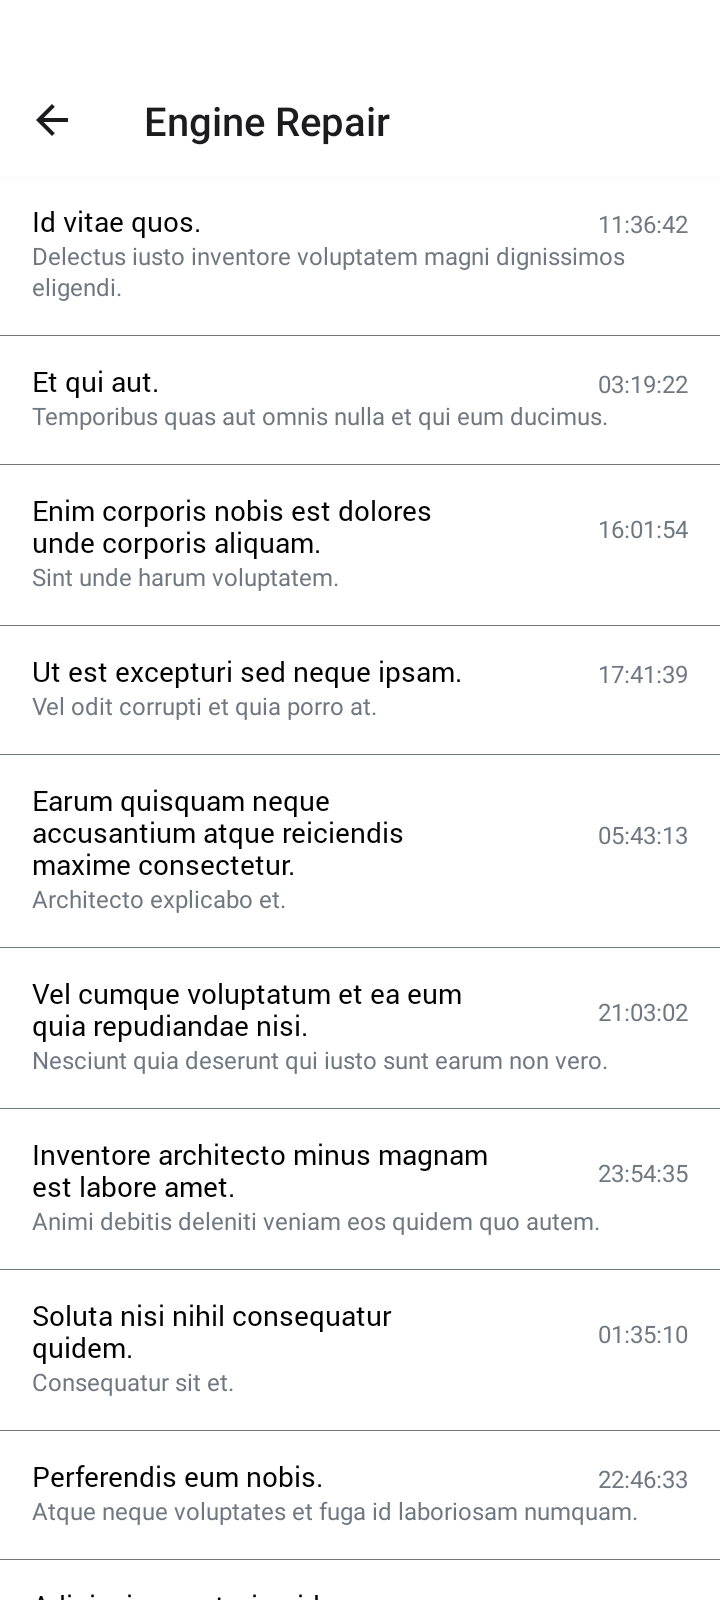 Engine Repair
Id vitae quos.
11:36:42
Delectus iusto inventore voluptatem magni dignissimos
eligendi.
Et qui aut.
03:19:22
Temporibus quas aut omnis nulla et qui eum ducimus.
Enim corporis nobis est dolores
unde corporis aliquam.
16:01:54
Sint unde harum voluptatem.
Ut est excepturi sed neque ipsam.
17:41:39
Vel odit corrupti et quia porro at.
Earum quisquam neque
accusantium atque reiciendis
maxime consectetur.
05:43:13
Architecto explicabo et.
Vel cumque voluptatum et ea eum
quia repudiandae nisi.
21:03:02
Nesciunt quia deserunt qui iusto sunt earum non vero.
Inventore architecto minus magnam
est labore amet.
23:54:35
Animi debitis deleniti veniam eos quidem quo autem.
Soluta nisi nihil consequatur
quidem.
01:35:10
Consequatur sit et.
Perferendis eum nobis.
22:46:33
Atque neque voluptates et fuga id laboriosam numquam.